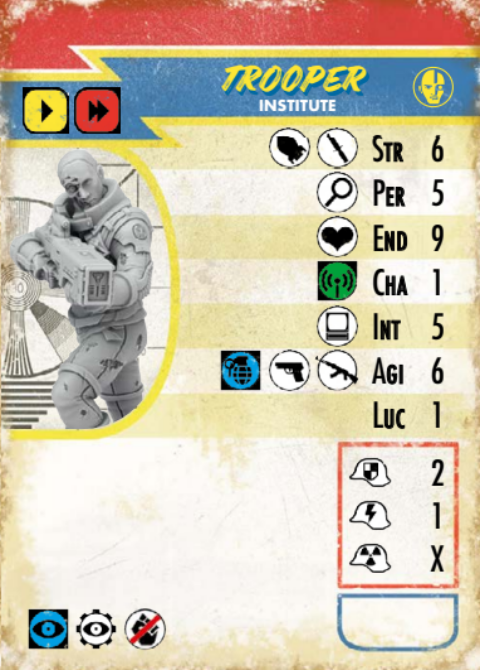 TROOPER
INSTITUTE
STR 6
PER 5
END 9
CHA 1
INT 5
AGI 6
LUC 1
2
1
X